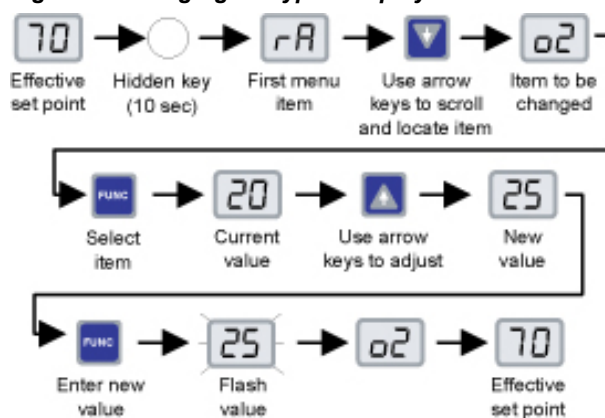 70 rA o2
Effective set point
Hidden key (10 sec)
First menu item
Use arrow keys to scroll and locate item
Item to be changed
FUNC 20 25
Select item
Current value
Use arrow keys to adjust
New value
FUNC 25 o2 70
Enter new value
Flash value
Effective set point